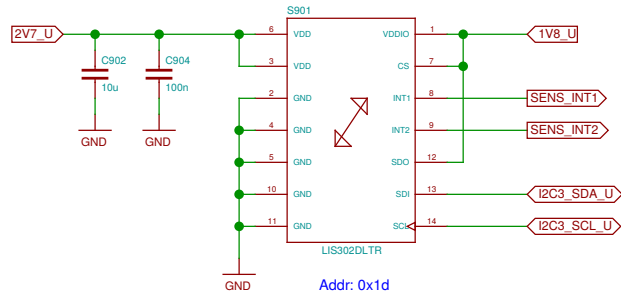 S901
2V7_U
6 VDD VDDIO 1 1V8_U
C902 C904
3 VDD CS 7
10u 100n
2 GND INT1 8 SENS_INT1
GND GND
4 GND INT2 9 SENS_INT2
5 GND SDO 12
10 GND SDI 13 I2C3_SDA_U
11 GND SCL 14 I2C3_SCL_U
LIS302DLTR
GND Addr: 0x1d